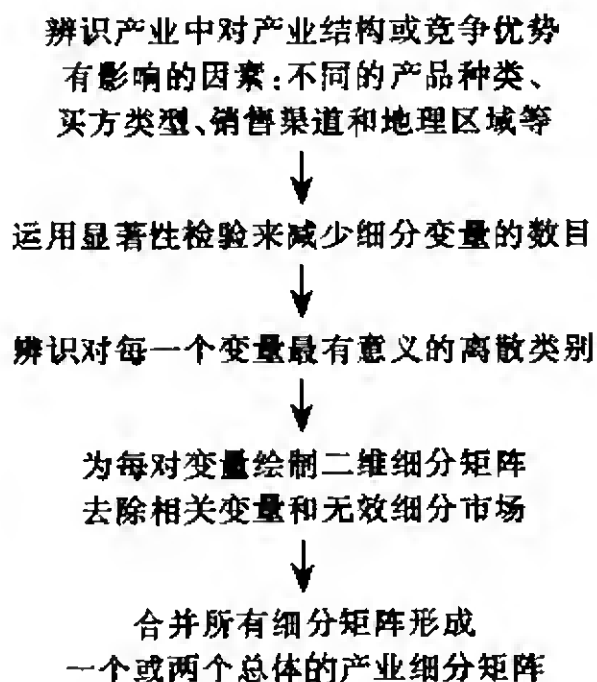 辨识产业中对产业结构或竞争优势
有影响的因素:不同的产品种类、
买方类型、销售渠道和地理区域等
运用显著性检验来减少细分变量的数目
辨识对每一个变量最有意义的离散类别
为每对变量绘制二维细分矩阵
去除相关变量和无效细分市场
合并所有细分矩阵形成
一个或两个总体的产业细分矩阵